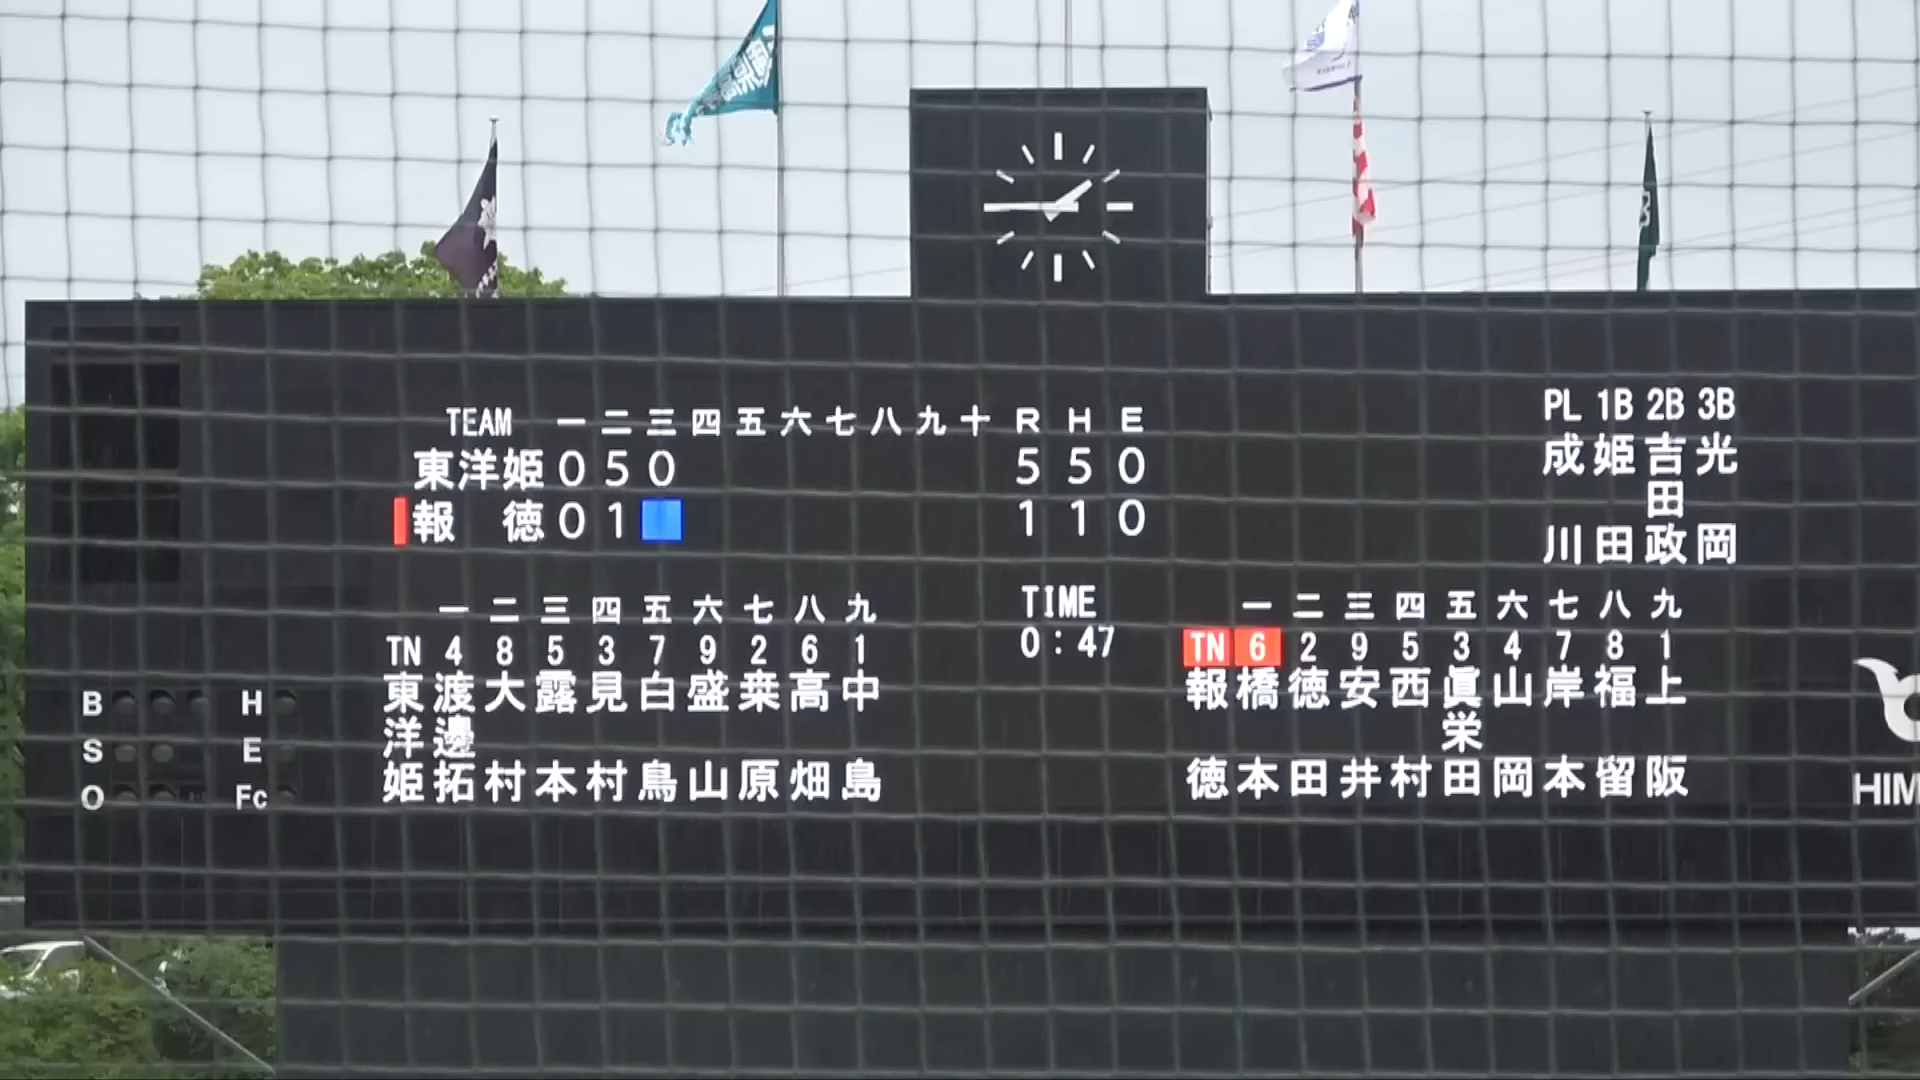 TEAM 一 二 三 四 五 六 七 八 九 十 R H E
東洋姫 0 5 0 5 5 0
報 徳 0 1 1 1 0
PL 1B 2B 3B
成 姫 吉 光
田
川 田 政 岡
一 二 三 四 五 六 七 八 九
TN 4 8 5 3 7 9 2 6 1
東 渡 大 露 見 白 盛 桒 高 中
洋 邊
姫 拓 村 本 村 鳥 山 原 畑 島
TIME
0:47
一 二 三 四 五 六 七 八 九
TN 6 2 9 5 3 4 7 8 1
報 橋 徳 安 西 眞 山 岸 福 上
栄
徳 本 田 井 村 田 岡 本 留 阪
B H
S E
O Fc
HIM